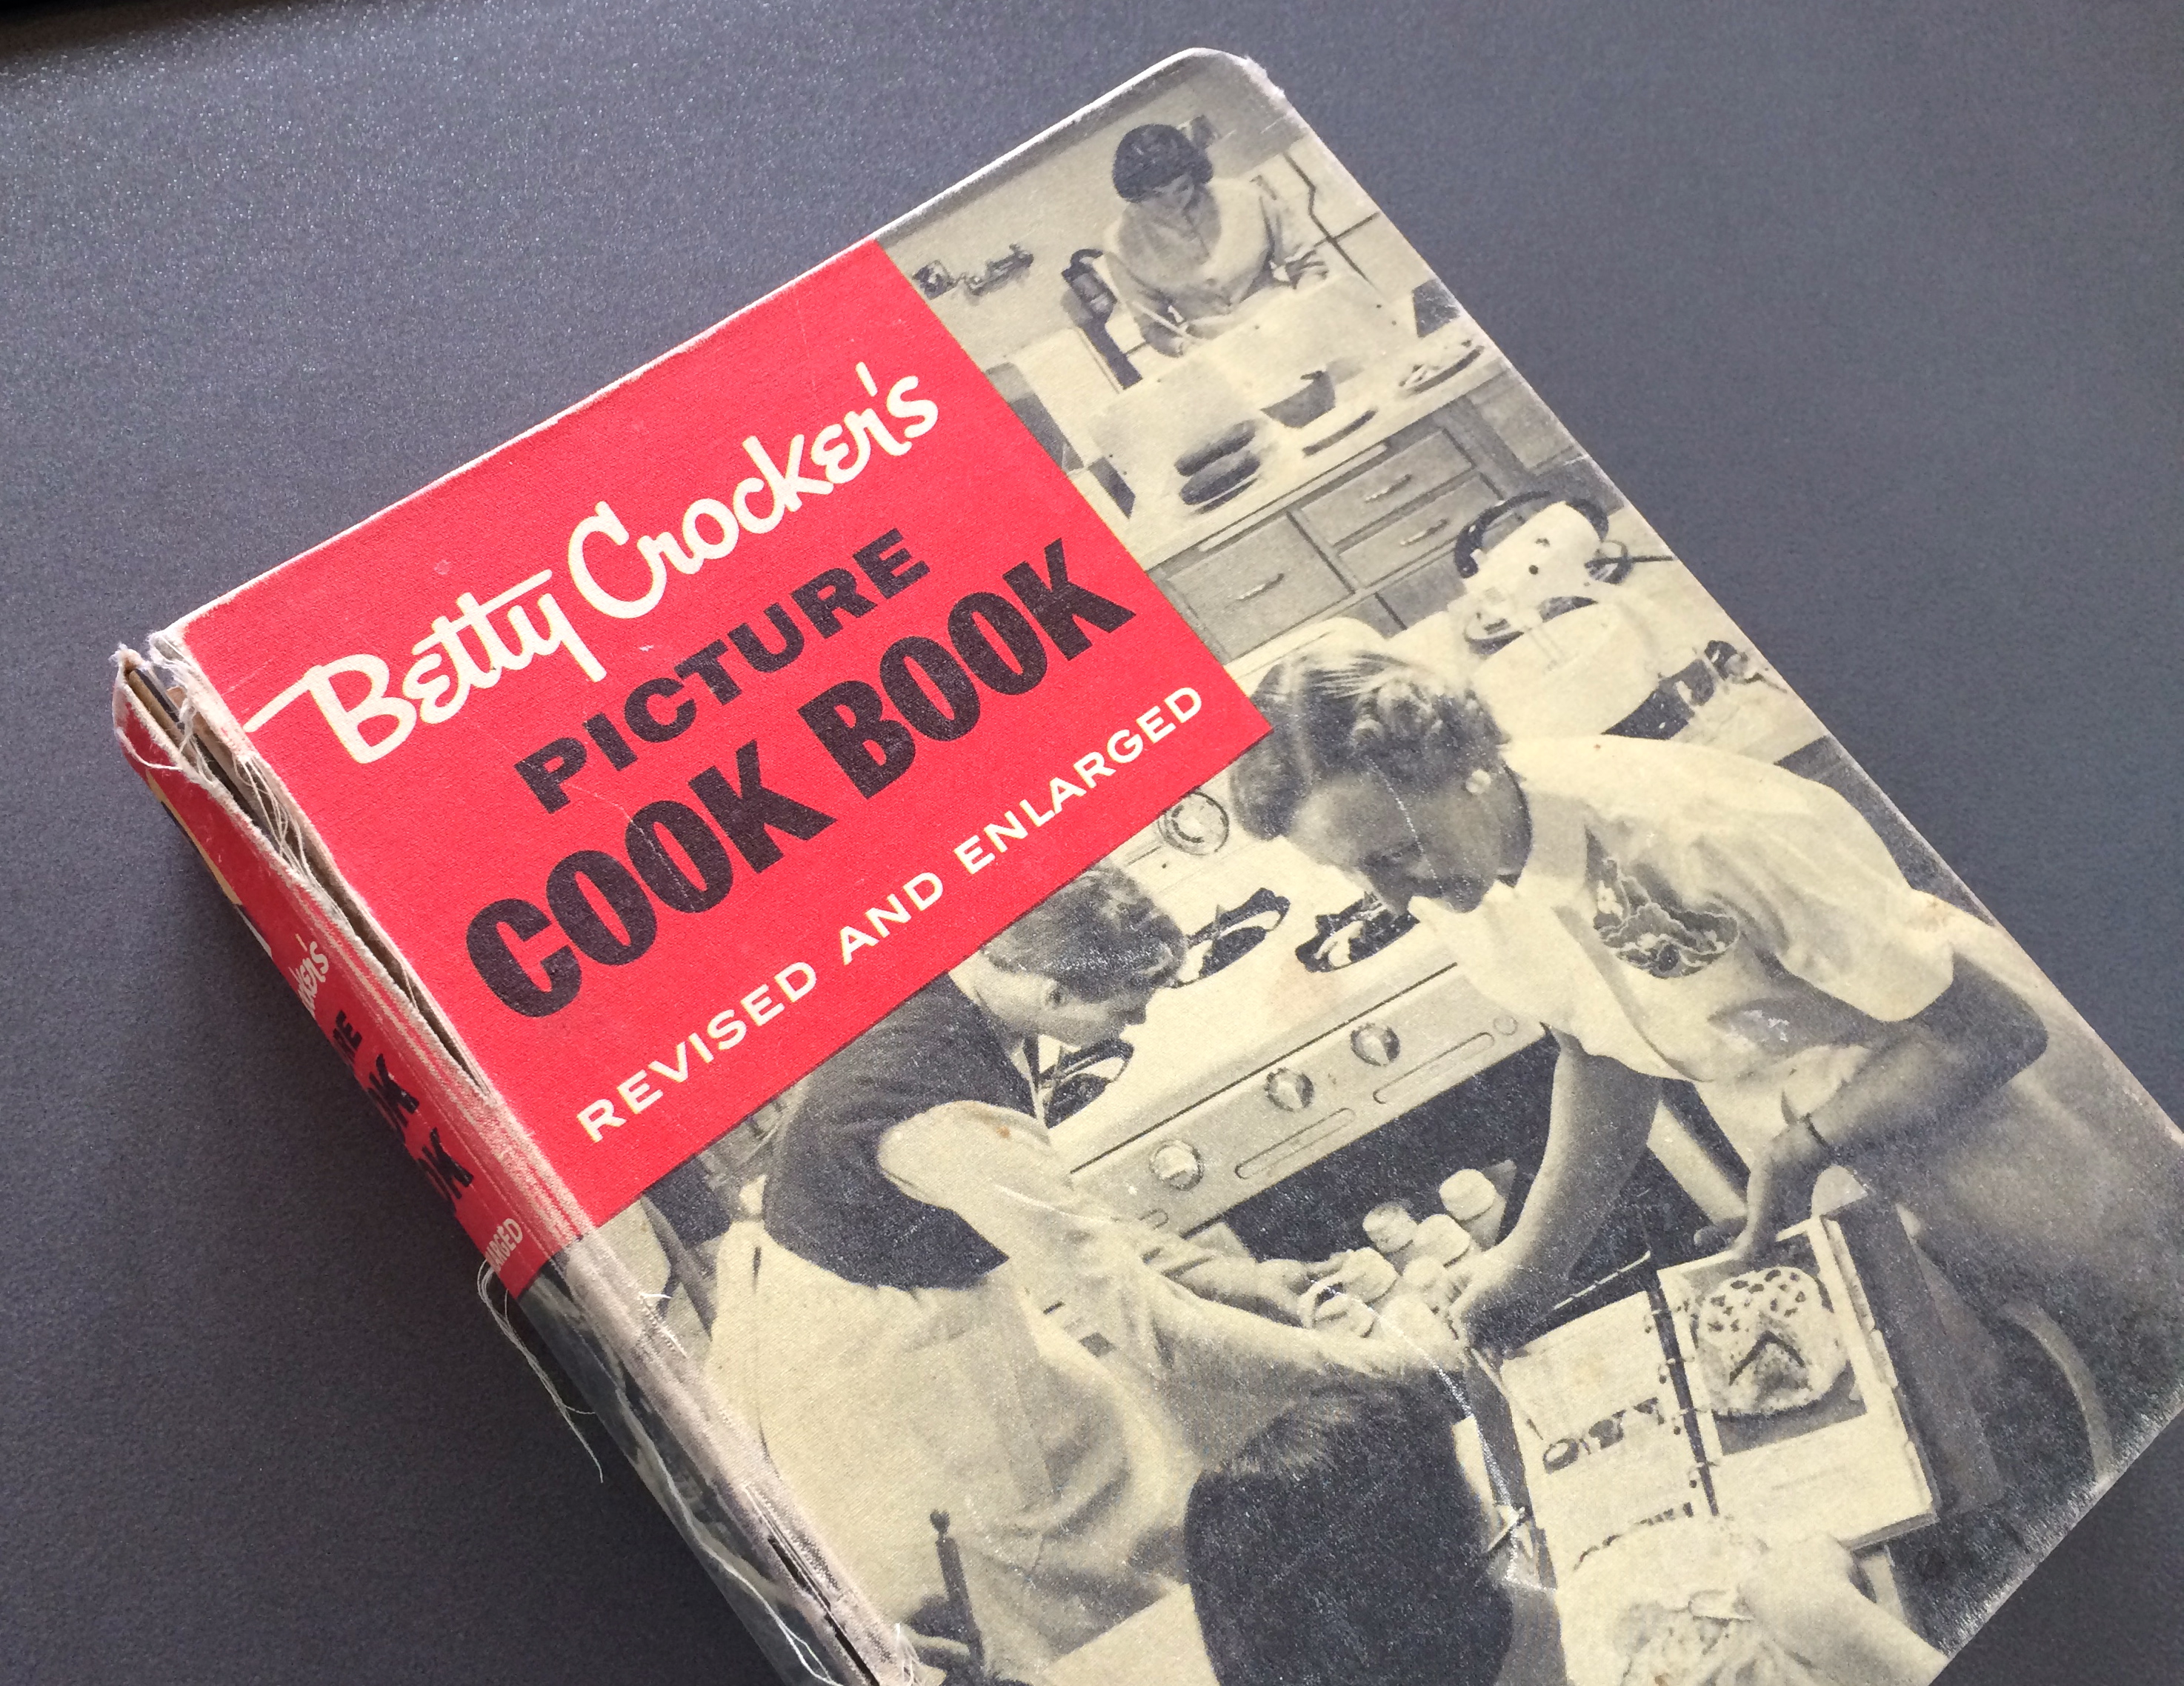 Betty Crocker's
PICTURE
COOK BOOK
REVISED AND ENLARGED